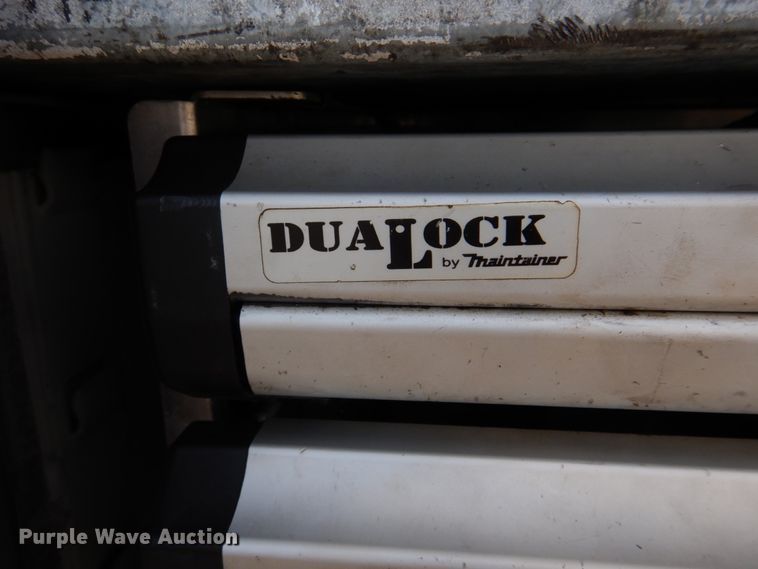 DUALOCK
by Maintainer
Purple Wave Auction